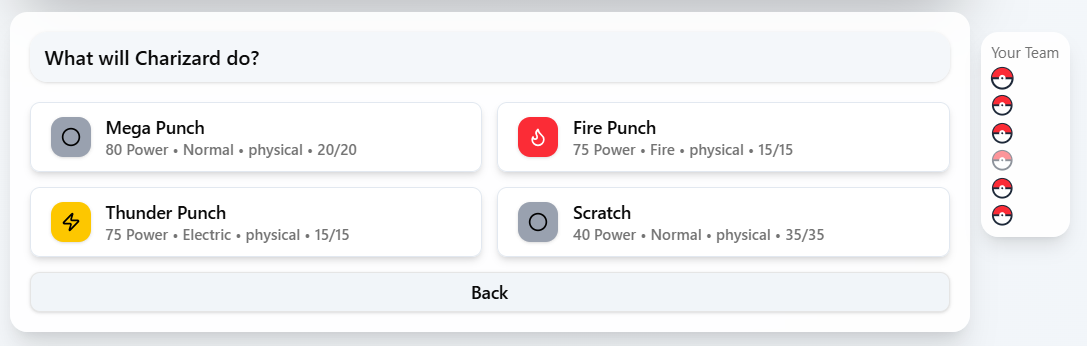 What will Charizard do?
Your Team
Mega Punch
80 Power • Normal • physical • 20/20
Fire Punch
75 Power • Fire • physical • 15/15
Thunder Punch
75 Power • Electric • physical • 15/15
Scratch
40 Power • Normal • physical • 35/35
Back